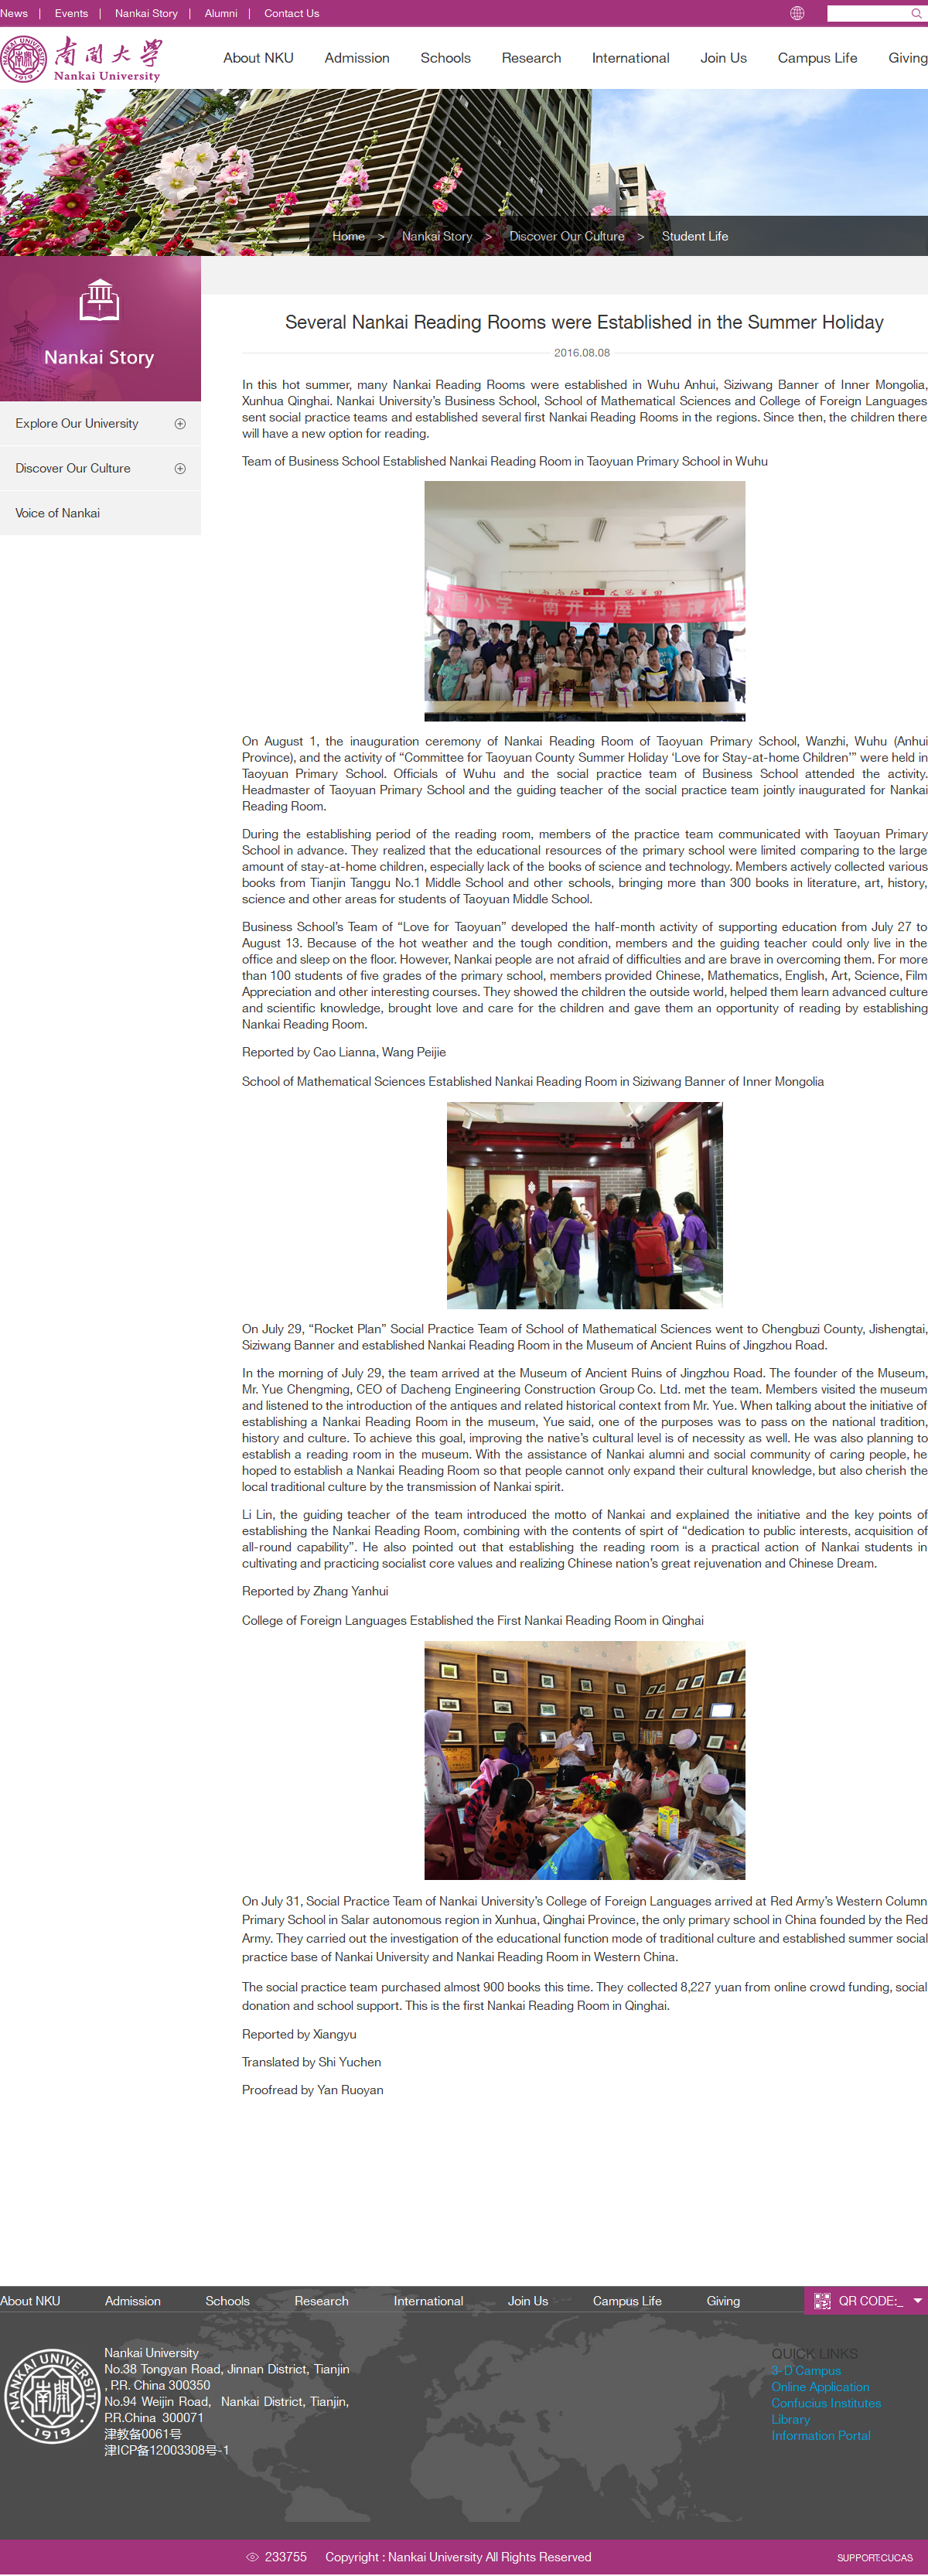 News | Events | Nankai Story | Alumni | Contact Us
南開大學
Nankai University
1919
About NKU Admission Schools Research International Join Us Campus Life Giving
Home > Nankai Story > Discover Our Culture > Student Life
Nankai Story
Explore Our University
Discover Our Culture
Voice of Nankai
Several Nankai Reading Rooms were Established in the Summer Holiday
2016.08.08
In this hot summer, many Nankai Reading Rooms were established in Wuhu Anhui, Siziwang Banner of Inner Mongolia,
Xunhua Qinghai. Nankai University's Business School, School of Mathematical Sciences and College of Foreign Languages
sent social practice teams and established several first Nankai Reading Rooms in the regions. Since then, the children there
will have a new option for reading.
Team of Business School Established Nankai Reading Room in Taoyuan Primary School in Wuhu
园小学“南开书屋”揭牌仪
On August 1, the inauguration ceremony of Nankai Reading Room of Taoyuan Primary School, Wanzhi, Wuhu (Anhui
Province), and the activity of “Committee for Taoyuan County Summer Holiday ‘Love for Stay-at-home Children’” were held in
Taoyuan Primary School. Officials of Wuhu and the social practice team of Business School attended the activity.
Headmaster of Taoyuan Primary School and the guiding teacher of the social practice team jointly inaugurated for Nankai
Reading Room.
During the establishing period of the reading room, members of the practice team communicated with Taoyuan Primary
School in advance. They realized that the educational resources of the primary school were limited comparing to the large
amount of stay-at-home children, especially lack of the books of science and technology. Members actively collected various
books from Tianjin Tanggu No.1 Middle School and other schools, bringing more than 300 books in literature, art, history,
science and other areas for students of Taoyuan Middle School.
Business School's Team of “Love for Taoyuan” developed the half-month activity of supporting education from July 27 to
August 13. Because of the hot weather and the tough condition, members and the guiding teacher could only live in the
office and sleep on the floor. However, Nankai people are not afraid of difficulties and are brave in overcoming them. For more
than 100 students of five grades of the primary school, members provided Chinese, Mathematics, English, Art, Science, Film
Appreciation and other interesting courses. They showed the children the outside world, helped them learn advanced culture
and scientific knowledge, brought love and care for the children and gave them an opportunity of reading by establishing
Nankai Reading Room.
Reported by Cao Lianna, Wang Peijie
School of Mathematical Sciences Established Nankai Reading Room in Siziwang Banner of Inner Mongolia
On July 29, “Rocket Plan” Social Practice Team of School of Mathematical Sciences went to Chengbuzi County, Jishengtai,
Siziwang Banner and established Nankai Reading Room in the Museum of Ancient Ruins of Jingzhou Road.
In the morning of July 29, the team arrived at the Museum of Ancient Ruins of Jingzhou Road. The founder of the Museum,
Mr. Yue Chengming, CEO of Dacheng Engineering Construction Group Co. Ltd. met the team. Members visited the museum
and listened to the introduction of the antiques and related historical context from Mr. Yue. When talking about the initiative of
establishing a Nankai Reading Room in the museum, Yue said, one of the purposes was to pass on the national tradition,
history and culture. To achieve this goal, improving the native's cultural level is of necessity as well. He was also planning to
establish a reading room in the museum. With the assistance of Nankai alumni and social community of caring people, he
hoped to establish a Nankai Reading Room so that people cannot only expand their cultural knowledge, but also cherish the
local traditional culture by the transmission of Nankai spirit.
Li Lin, the guiding teacher of the team introduced the motto of Nankai and explained the initiative and the key points of
establishing the Nankai Reading Room, combining with the contents of spirt of “dedication to public interests, acquisition of
all-round capability”. He also pointed out that establishing the reading room is a practical action of Nankai students in
cultivating and practicing socialist core values and realizing Chinese nation's great rejuvenation and Chinese Dream.
Reported by Zhang Yanhui
College of Foreign Languages Established the First Nankai Reading Room in Qinghai
On July 31, Social Practice Team of Nankai University's College of Foreign Languages arrived at Red Army's Western Column
Primary School in Salar autonomous region in Xunhua, Qinghai Province, the only primary school in China founded by the Red
Army. They carried out the investigation of the educational function mode of traditional culture and established summer social
practice base of Nankai University and Nankai Reading Room in Western China.
The social practice team purchased almost 900 books this time. They collected 8,227 yuan from online crowd funding, social
donation and school support. This is the first Nankai Reading Room in Qinghai.
Reported by Xiangyu
Translated by Shi Yuchen
Proofread by Yan Ruoyan
About NKU Admission Schools Research International Join Us Campus Life Giving QR CODE:_
NANKAI UNIVERSITY
1919
Nankai University
No.38 Tongyan Road, Jinnan District, Tianjin
, P.R. China 300350
No.94 Weijin Road, Nankai District, Tianjin,
P.R.China 300071
津教备0061号
津ICP备12003308号-1
QUICK LINKS
3-D Campus
Online Application
Confucius Institutes
Library
Information Portal
233755 Copyright : Nankai University All Rights Reserved SUPPORT:CUCAS